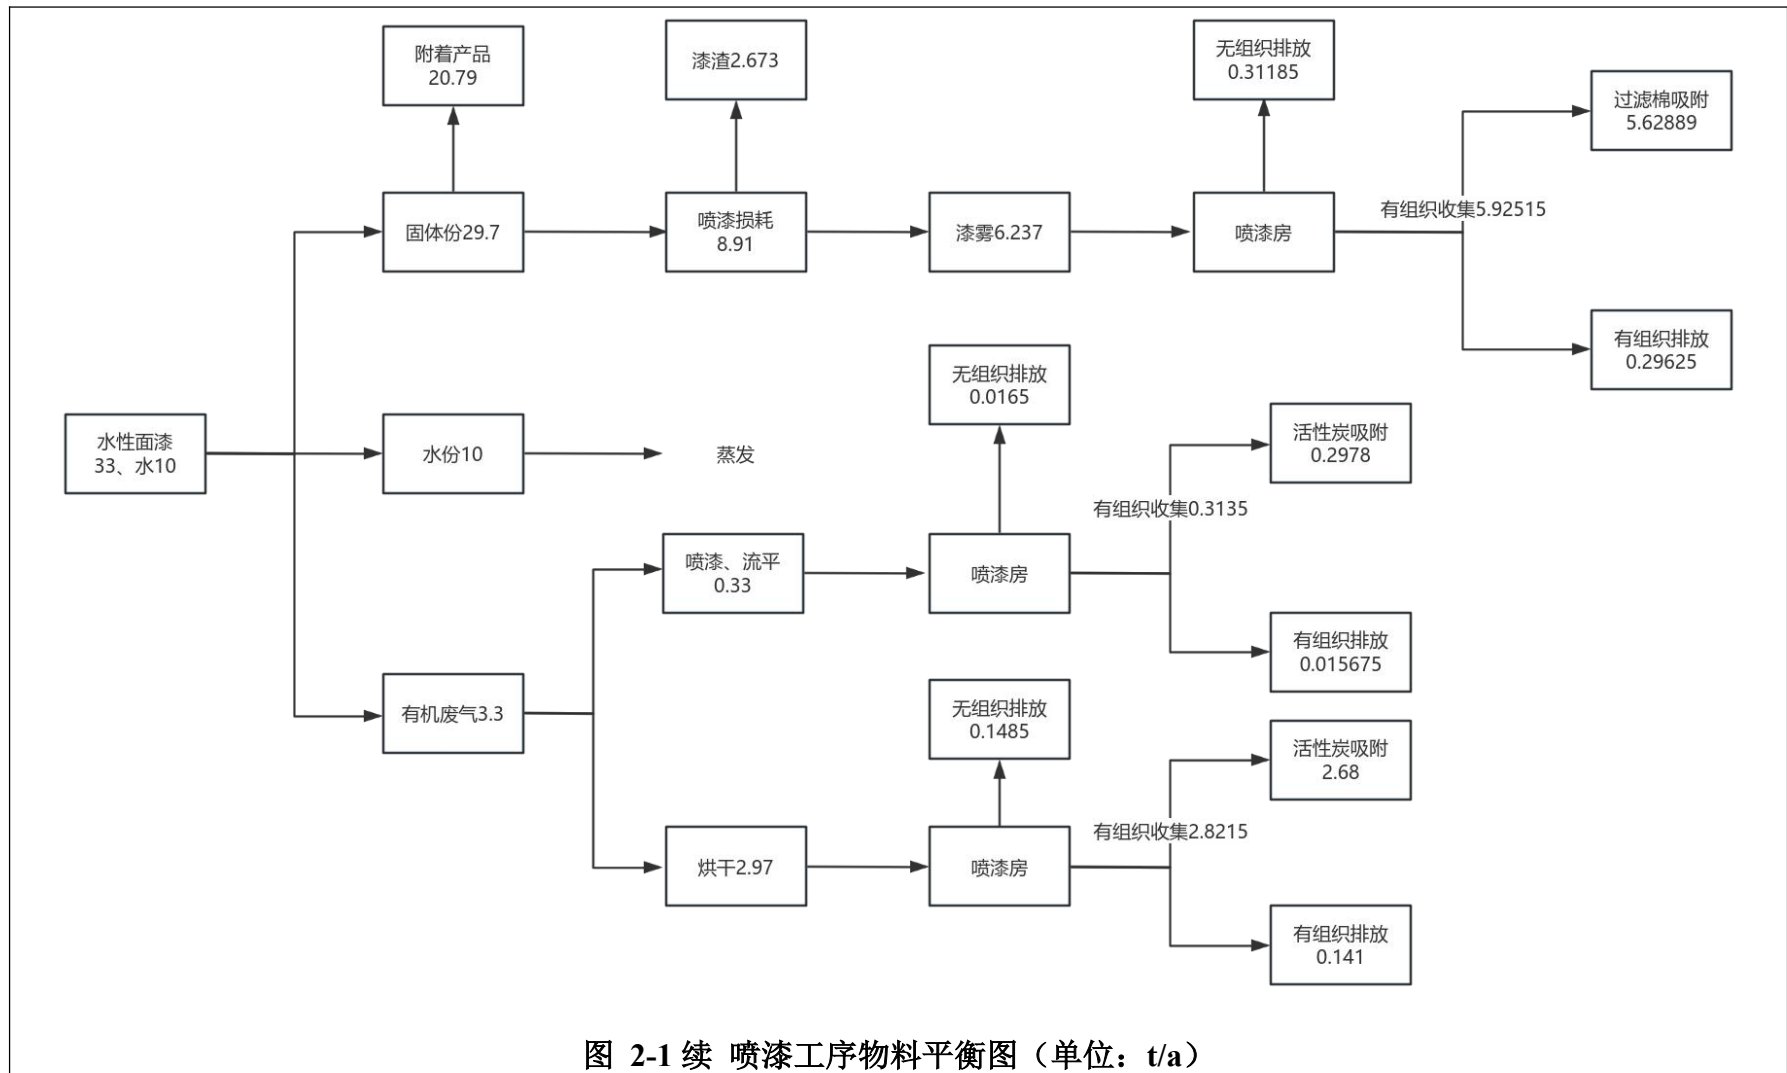 附着产品
20.79
漆渣2.673
无组织排放
0.31185
过滤棉吸附
5.62889
固体份29.7
喷漆损耗
8.91
漆雾6.237
喷漆房
有组织收集5.92515
有组织排放
0.29625
无组织排放
0.0165
水性面漆
33、水10
水份10
蒸发
活性炭吸附
0.2978
有组织收集0.3135
喷漆、流平
0.33
喷漆房
有组织排放
0.015675
有机废气3.3
无组织排放
0.1485
活性炭吸附
2.68
有组织收集2.8215
烘干2.97
喷漆房
有组织排放
0.141
图 2-1 续 喷漆工序物料平衡图（单位：t/a）